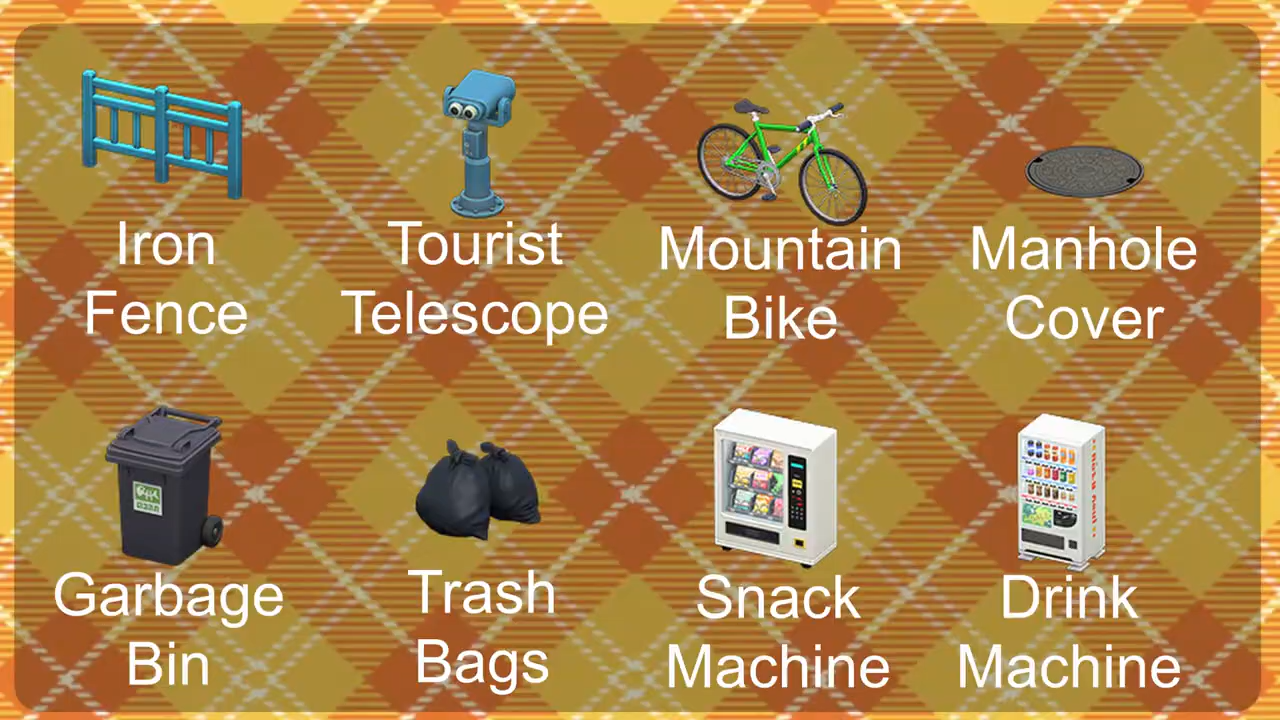 Iron
Fence
Tourist
Telescope
Mountain
Bike
Manhole
Cover
Garbage
Bin
Trash
Bags
Snack
Machine
Drink
Machine